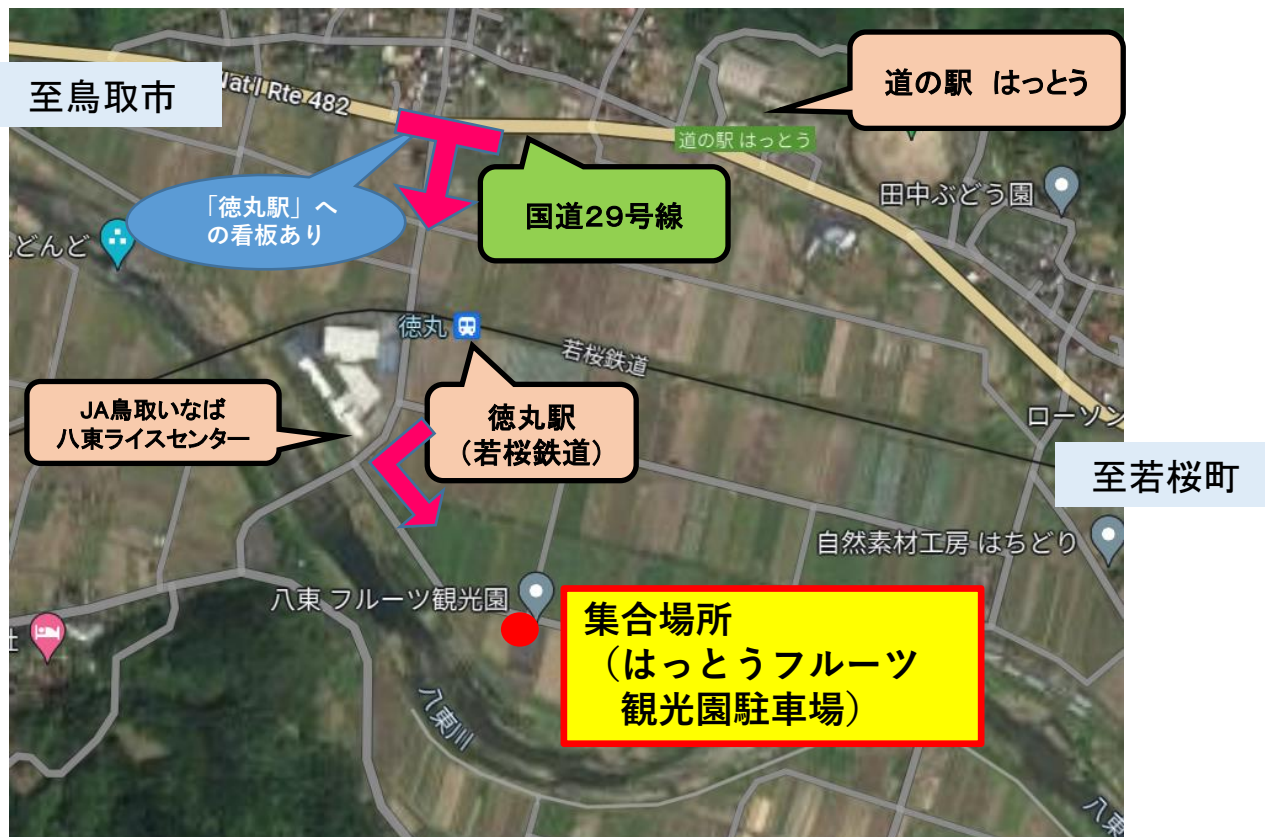 至鳥取市
Nat'l Rte 482
道の駅 はっとう
道の駅 はっとう
田中ぶどう園
「徳丸駅」へ
の看板あり
国道29号線
どんど
徳丸
若桜鉄道
JA鳥取いなば
八東ライスセンター
徳丸駅
(若桜鉄道)
ローソン
至若桜町
自然素材工房 はちどり
八東 フルーツ観光園
集合場所
(はっとうフルーツ
観光園駐車場)
八東川
八東